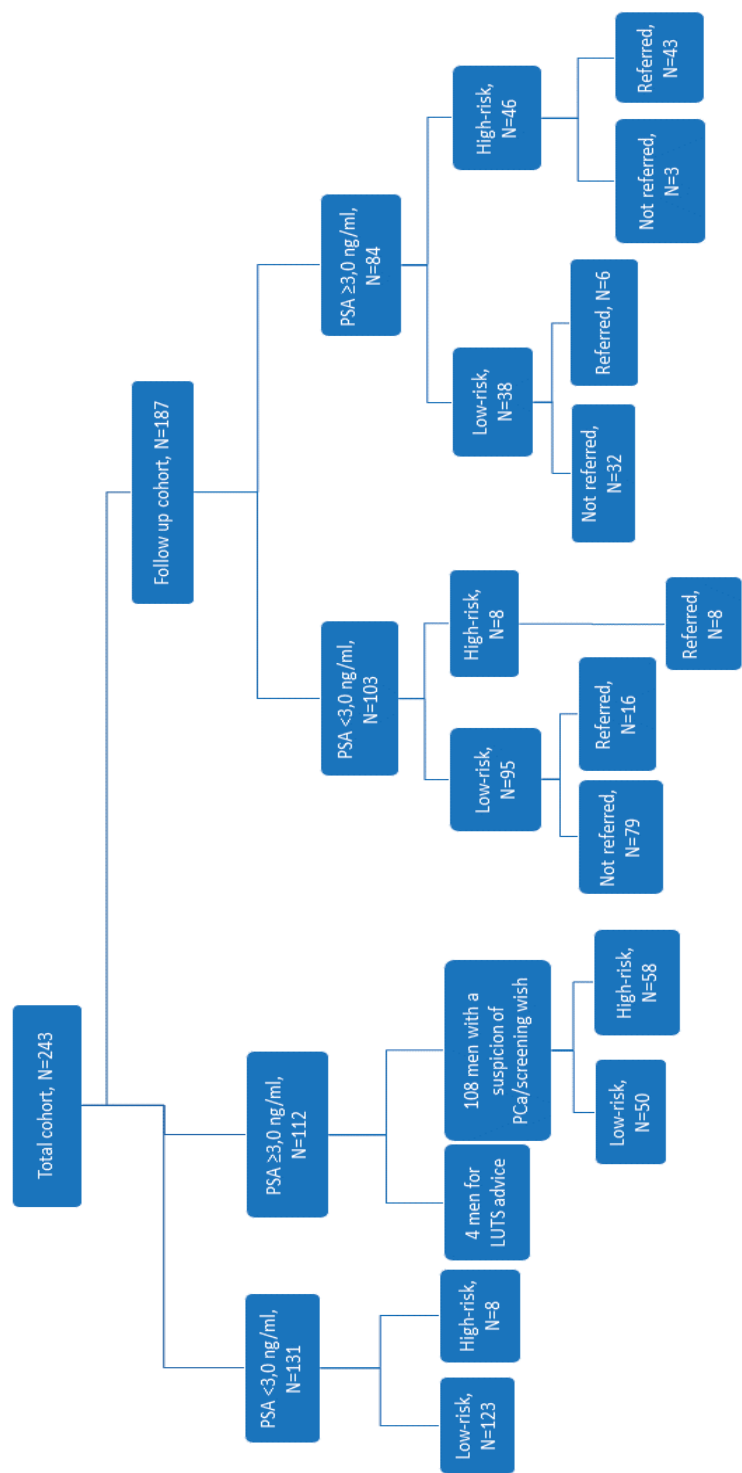 Total cohort, N=243
Follow up cohort, N=187
PSA <3,0 ng/ml,
N=131
PSA ≥3,0 ng/ml,
N=112
PSA <3,0 ng/ml,
N=103
PSA ≥3,0 ng/ml,
N=84
Low-risk,
N=123
High-risk,
N=8
4 men for
LUTS advice
108 men with a
suspicion of
PCa/screening wish
Low-risk,
N=95
High-risk,
N=8
Low-risk,
N=38
High-risk,
N=46
Low-risk,
N=50
High-risk,
N=58
Not referred,
N=79
Referred,
N=16
Referred,
N=8
Not referred,
N=32
Referred, N=6
Not referred,
N=3
Referred,
N=43